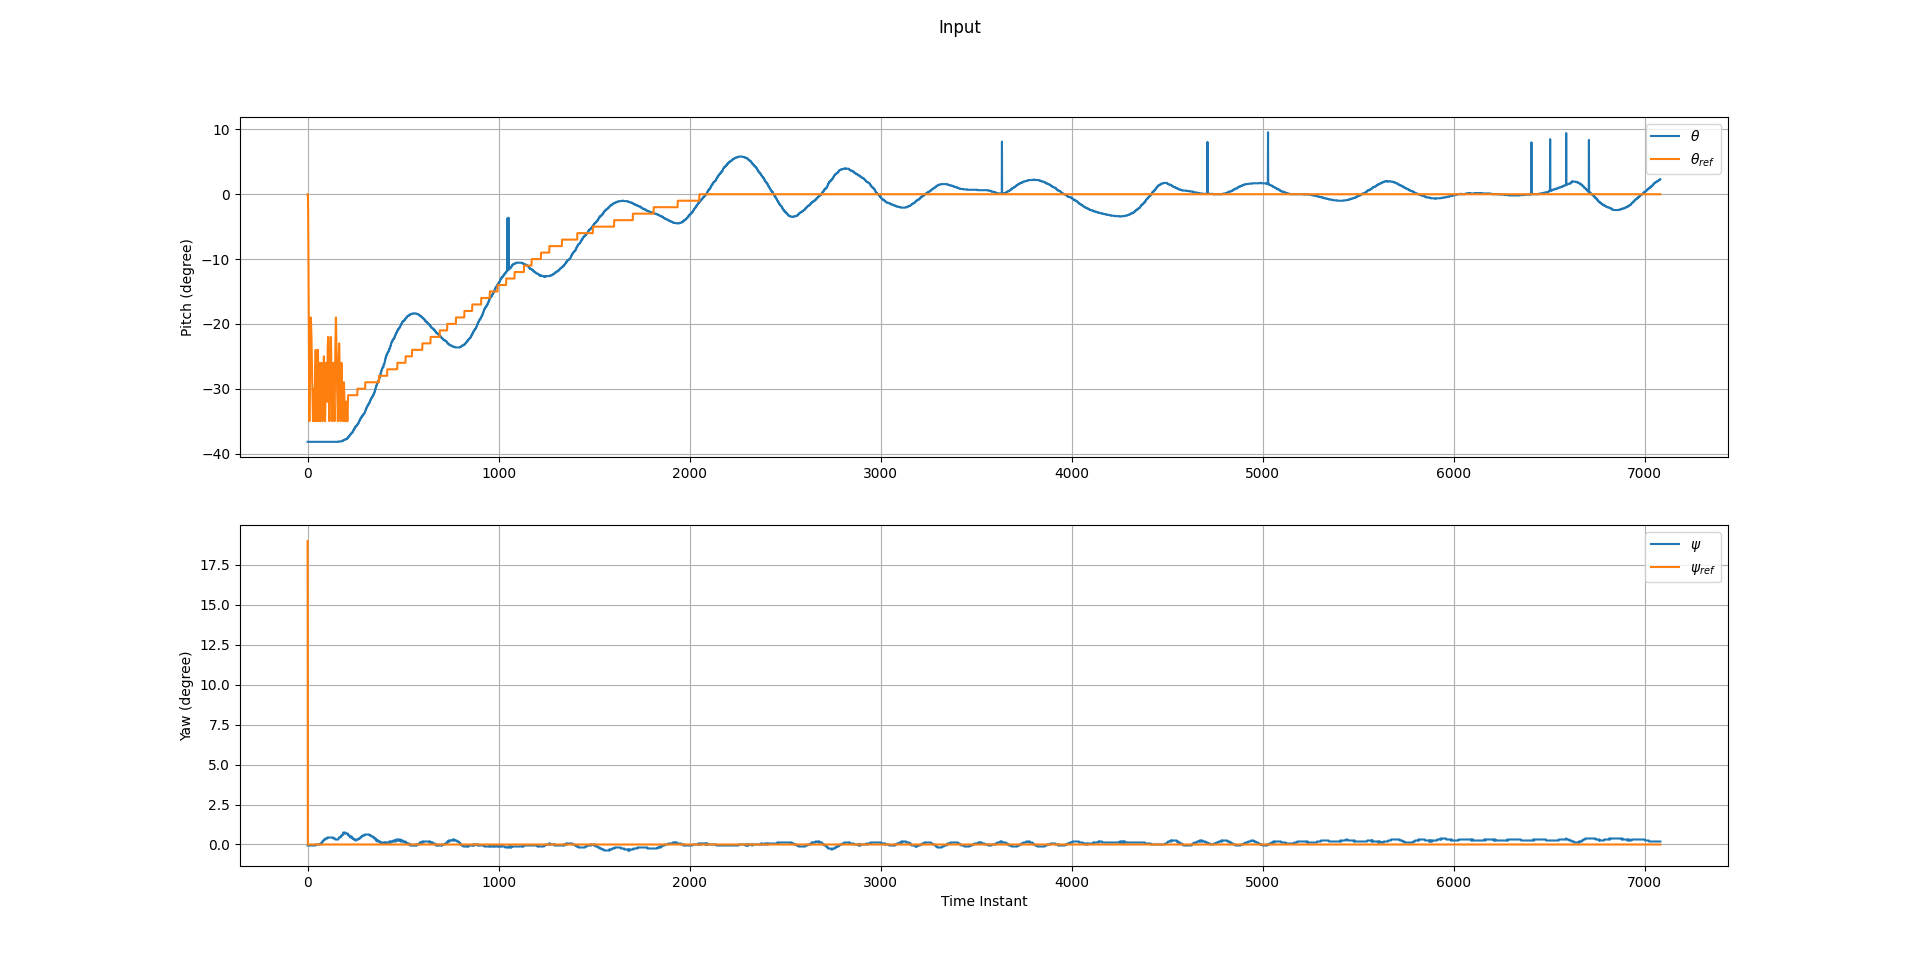 Input
Pitch (degree)
10
0
−10
−20
−30
−40
θ
θref
0 1000 2000 3000 4000 5000 6000 7000
Yaw (degree)
17.5
15.0
12.5
10.0
7.5
5.0
2.5
0.0
ψ
ψref
0 1000 2000 3000 4000 5000 6000 7000
Time Instant